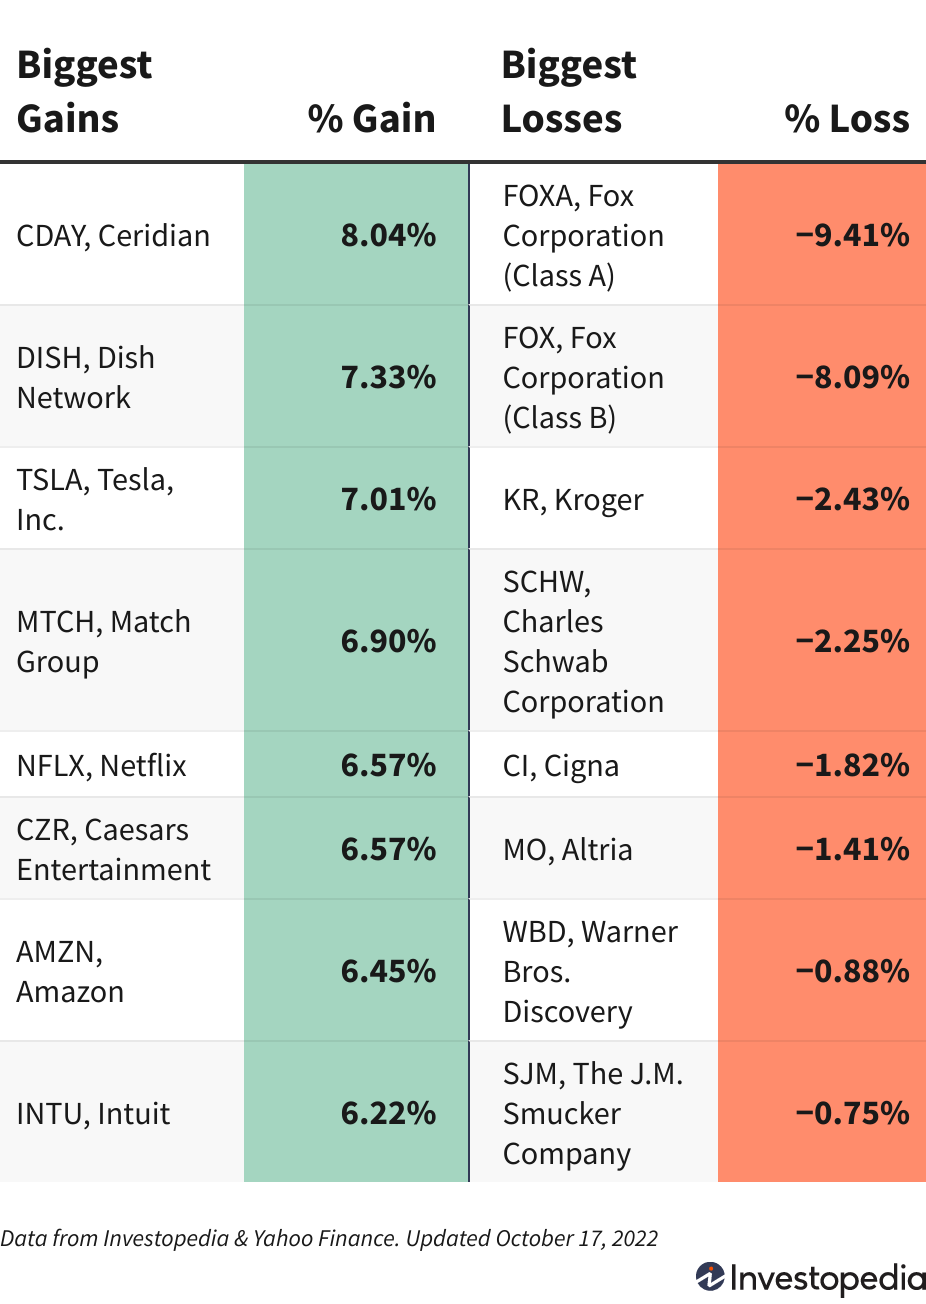 Biggest Gains % Gain Biggest Losses % Loss
CDAY, Ceridian 8.04% FOXA, Fox Corporation (Class A) −9.41%
DISH, Dish Network 7.33% FOX, Fox Corporation (Class B) −8.09%
TSLA, Tesla, Inc. 7.01% KR, Kroger −2.43%
MTCH, Match Group 6.90% SCHW, Charles Schwab Corporation −2.25%
NFLX, Netflix 6.57% CI, Cigna −1.82%
CZR, Caesars Entertainment 6.57% MO, Altria −1.41%
AMZN, Amazon 6.45% WBD, Warner Bros. Discovery −0.88%
INTU, Intuit 6.22% SJM, The J.M. Smucker Company −0.75%
Data from Investopedia & Yahoo Finance. Updated October 17, 2022
Investopedia